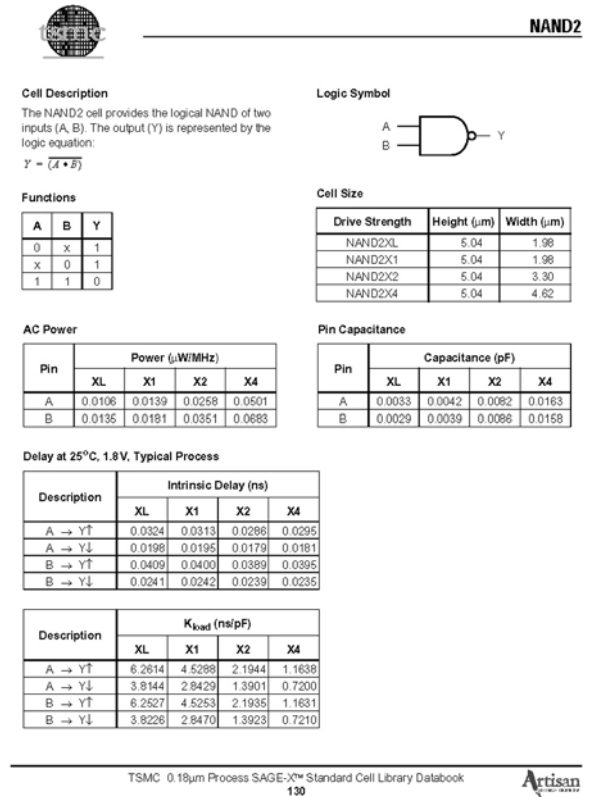 tsmc
NAND2
Cell Description
The NAND2 cell provides the logical NAND of two
inputs (A, B). The output (Y) is represented by the
logic equation:
Y = (A • B)
Functions
A B Y
0 x 1
x 0 1
1 1 0
Logic Symbol
A
B
Y
Cell Size
Drive Strength Height (μm) Width (μm)
NAND2XL 5.04 1.98
NAND2X1 5.04 1.98
NAND2X2 5.04 3.30
NAND2X4 5.04 4.62
AC Power
Pin Power (μW/MHz)
XL X1 X2 X4
A 0.0106 0.0139 0.0258 0.0501
B 0.0135 0.0181 0.0351 0.0683
Pin Capacitance
Pin Capacitance (pF)
XL X1 X2 X4
A 0.0033 0.0042 0.0082 0.0163
B 0.0029 0.0039 0.0086 0.0158
Delay at 25°C, 1.8V, Typical Process
Description Intrinsic Delay (ns)
XL X1 X2 X4
A → Y↑ 0.0324 0.0313 0.0286 0.0295
A → Y↓ 0.0198 0.0195 0.0179 0.0181
B → Y↑ 0.0409 0.0400 0.0389 0.0395
B → Y↓ 0.0241 0.0242 0.0239 0.0235
Description Kload (ns/pF)
XL X1 X2 X4
A → Y↑ 6.2614 4.5288 2.1944 1.1638
A → Y↓ 3.8144 2.8429 1.3901 0.7200
B → Y↑ 6.2527 4.5253 2.1935 1.1631
B → Y↓ 3.8226 2.8470 1.3923 0.7210
TSMC 0.18μm Process SAGE-X™ Standard Cell Library Databook
130
Artisan